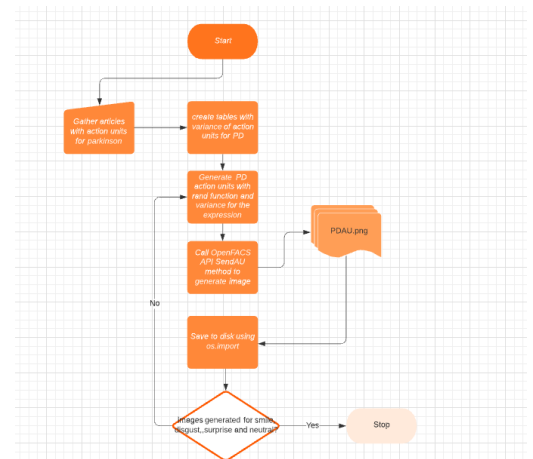 Start
Gather articles
with action units
for parkinson
create tables with
variance of action
units for PD
Generate PD
action units with
rand function and
variance for the
expression
PDAU.png
Call OpenFACS
API SendAU
method to
generate image
No
Save to disk using
os.import
Images generated for smile,
disgust,.surprise and neutral?
Yes
Stop